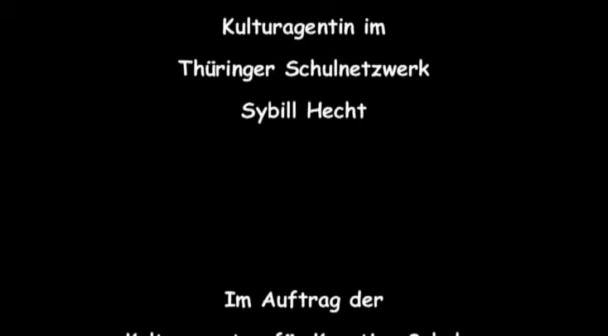 Kulturagentin im
Thüringer Schulnetzwerk
Sybill Hecht
Im Auftrag der